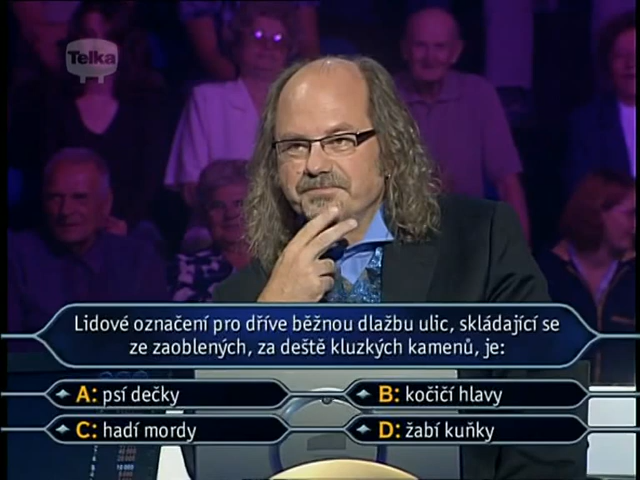 Telka
Lidové označení pro dříve běžnou dlažbu ulic, skládající se
ze zaoblených, za deště kluzkých kamenů, je:
A: psí dečky
B: kočičí hlavy
C: hadí mordy
D: žabí kuňky